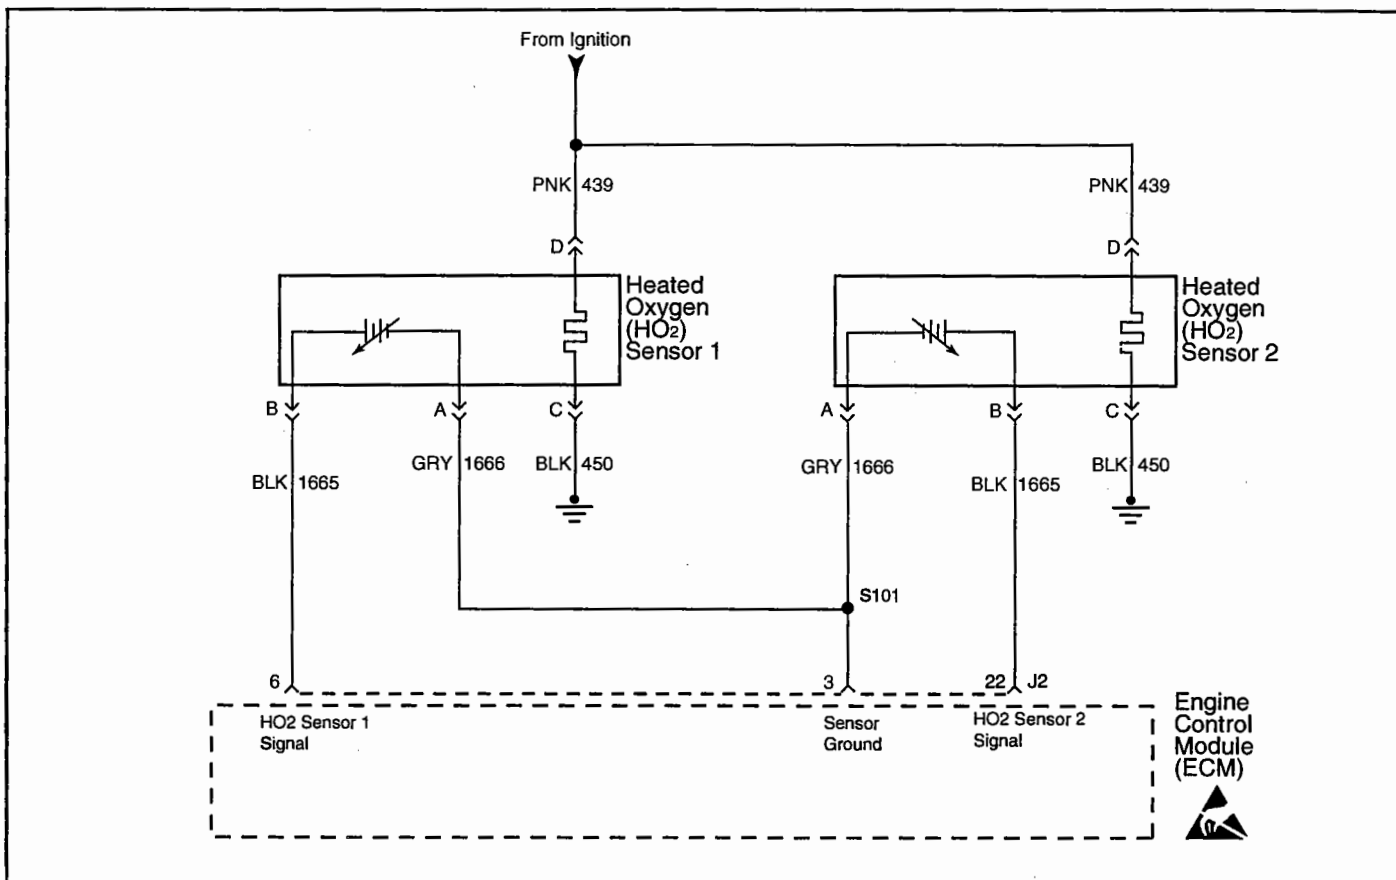 From Ignition
PNK 439
PNK 439
D
D
Heated
Oxygen
(HO2)
Sensor 1
Heated
Oxygen
(HO2)
Sensor 2
B
A
C
A
B
C
GRY 1666
BLK 450
GRY 1666
BLK 450
BLK 1665
BLK 1665
S101
6
3
22
J2
HO2 Sensor 1
Signal
Sensor
Ground
HO2 Sensor 2
Signal
Engine
Control
Module
(ECM)